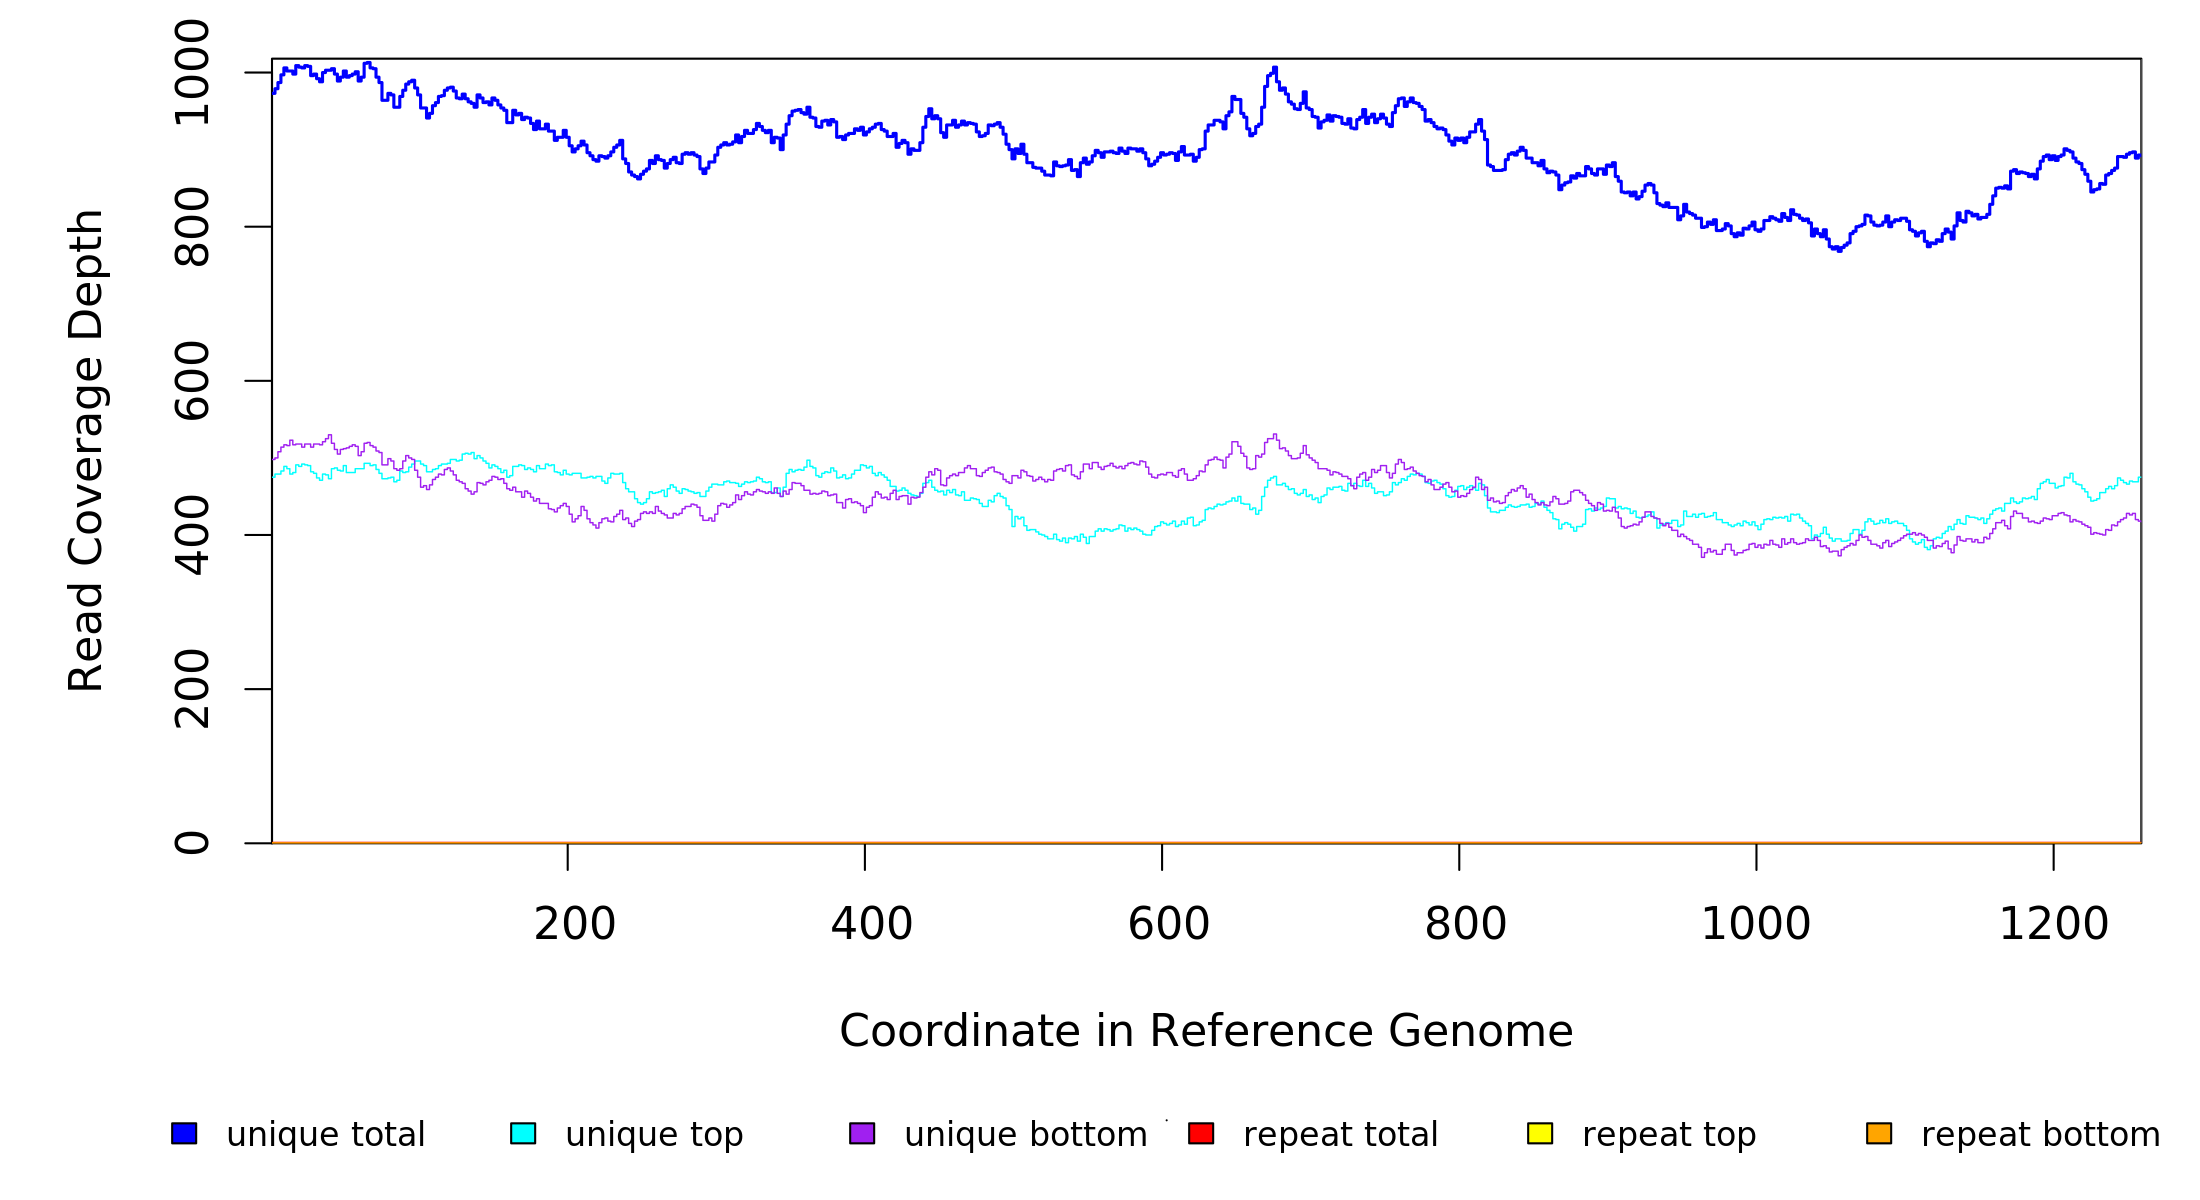 1000
800
600
400
200
0
Read Coverage Depth
200 400 600 800 1000 1200
Coordinate in Reference Genome
unique total unique top unique bottom repeat total repeat top repeat bottom